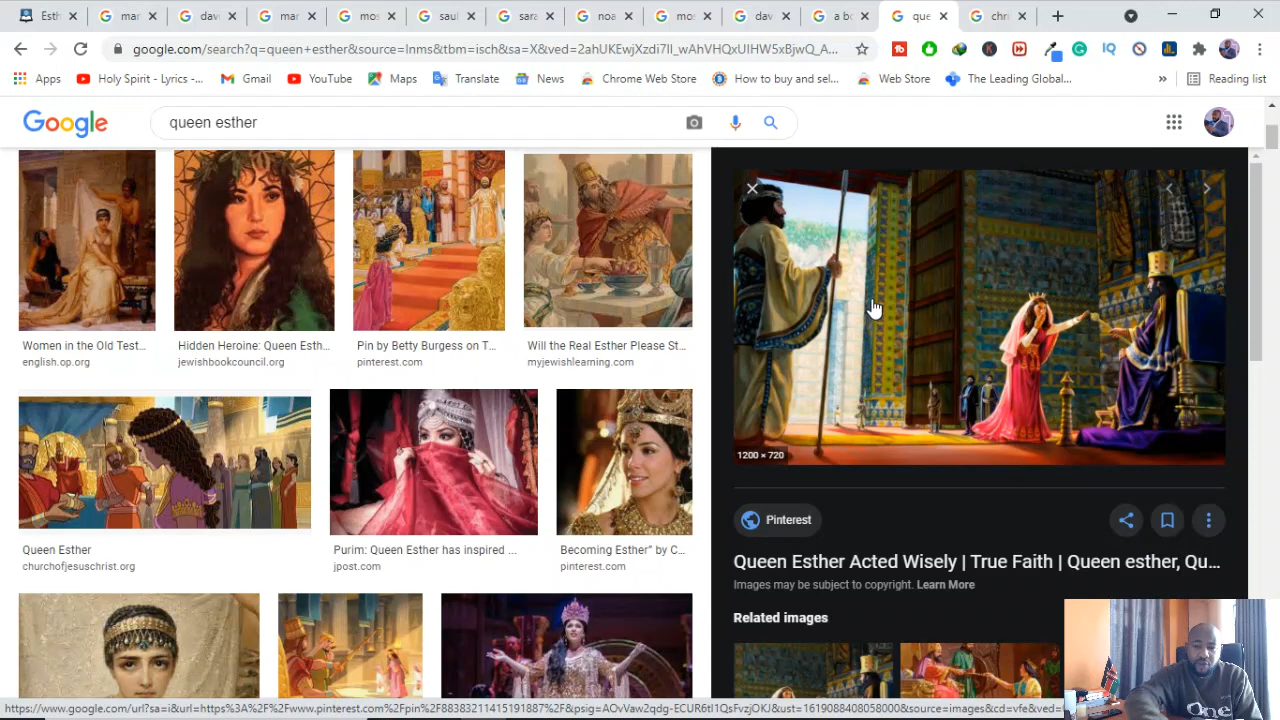 Esth
mar
dav
mar
mos
saul
sara
noa
mos
dav
a bo
que
chri
google.com/search?q=queen+esther&source=lnms&tbm=isch&sa=X&ved=2ahUKEwjXzdi7lI_wAhVHQxUIHW5xBjwQ_A...
Apps
Holy Spirit - Lyrics -...
Gmail
YouTube
Maps
Translate
News
Chrome Web Store
How to buy and sel...
Web Store
The Leading Global...
»
Reading list
Google
queen esther
Women in the Old Test...
english.op.org
Hidden Heroine: Queen Esth...
jewishbookcouncil.org
Pin by Betty Burgess on T...
pinterest.com
Will the Real Esther Please St...
myjewishlearning.com
Queen Esther
churchofjesuschrist.org
Purim: Queen Esther has inspired ...
jpost.com
Becoming Esther” by C...
pinterest.com
1200 × 720
Pinterest
Queen Esther Acted Wisely | True Faith | Queen esther, Qu...
Images may be subject to copyright. Learn More
Related images
One